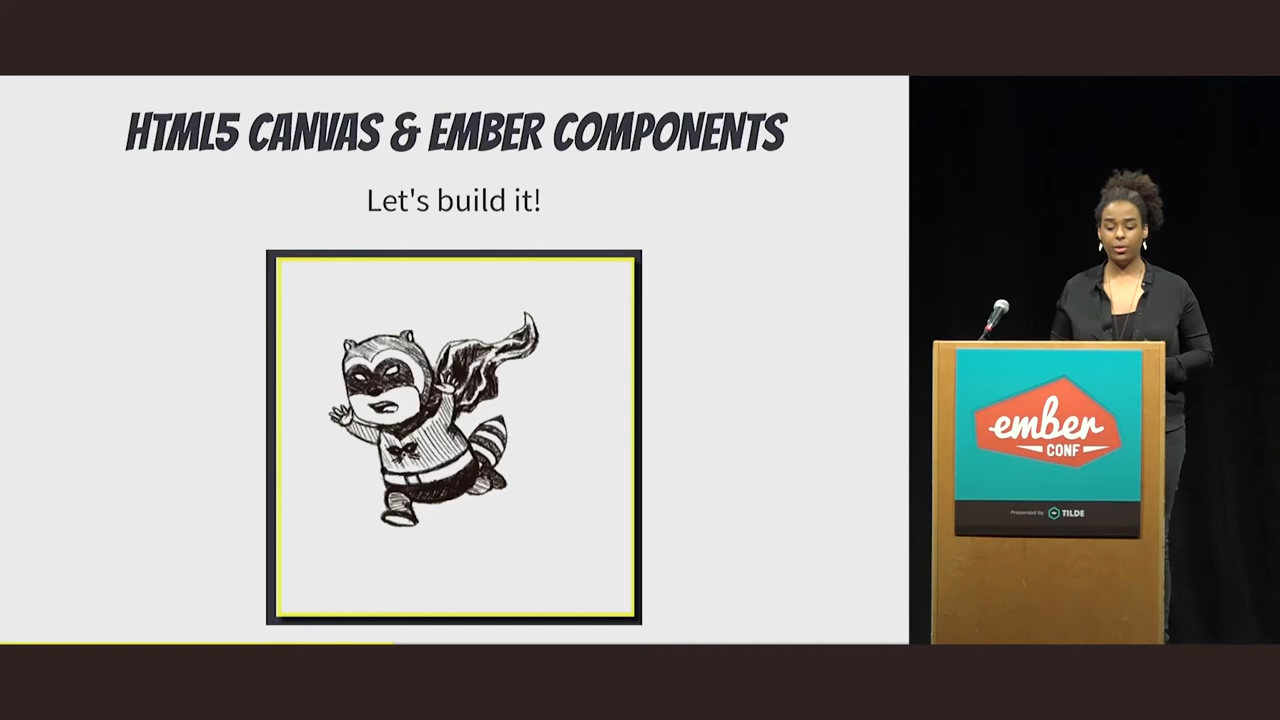 HTML5 CANVAS & EMBER COMPONENTS
Let's build it!
ember
CONF
Presented by TILDE